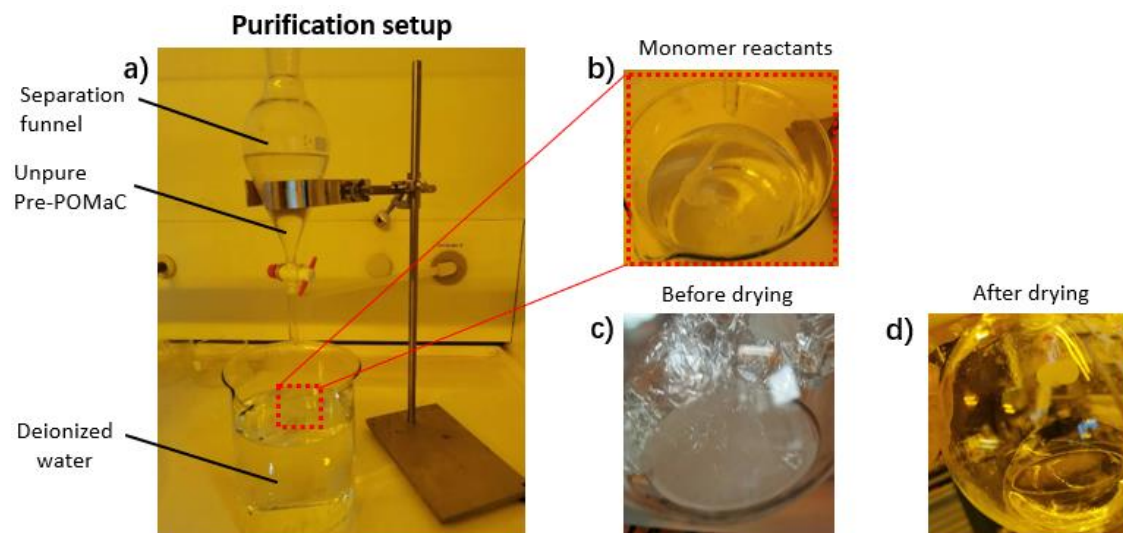 Purification setup
a)
Separation
funnel
Unpure
Pre-POMaC
Deionized
water
b)
Monomer reactants
Before drying
c)
After drying
d)